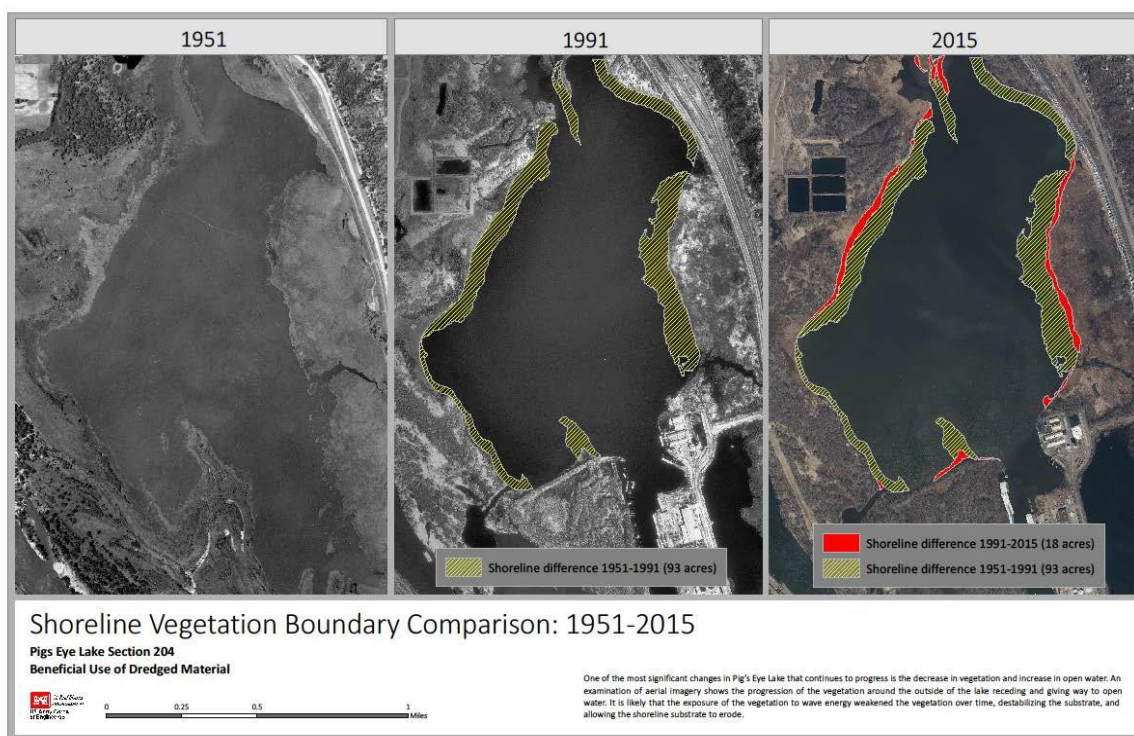 1951
1991
2015
Shoreline difference 1951-1991 (93 acres)
Shoreline difference 1991-2015 (18 acres)
Shoreline difference 1951-1991 (93 acres)
Shoreline Vegetation Boundary Comparison: 1951-2015
Pigs Eye Lake Section 204
Beneficial Use of Dredged Material
US Army Corps
of Engineers
0 0.25 0.5 1
Miles
One of the most significant changes in Pig's Eye Lake that continues to progress is the decrease in vegetation and increase in open water. An
examination of aerial imagery shows the progression of the vegetation around the outside of the lake receding and giving way to open
water. It is likely that the exposure of the vegetation to wave energy weakened the vegetation over time, destabilizing the substrate, and
allowing the shoreline substrate to erode.